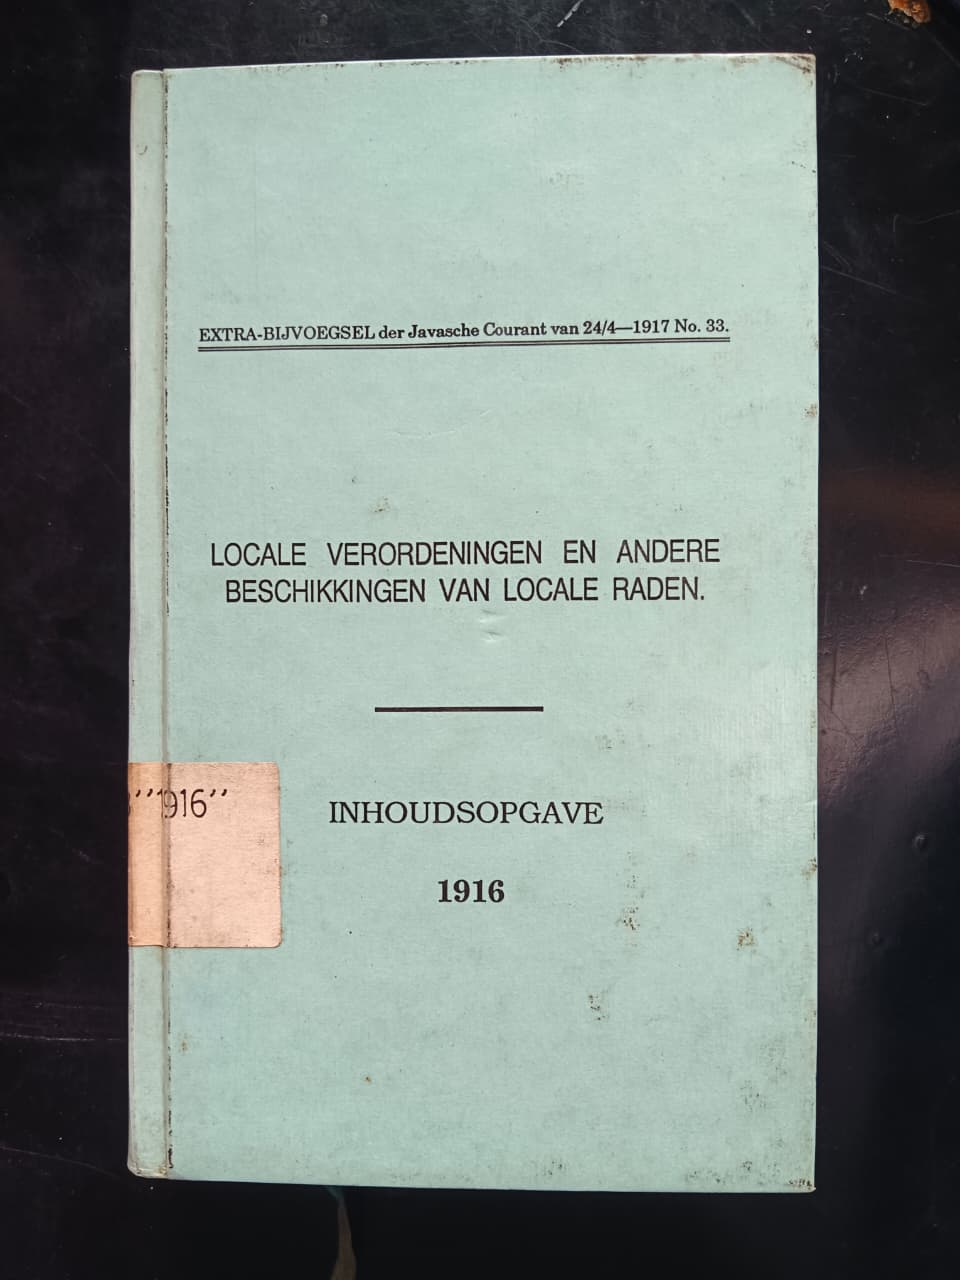 EXTRA-BIJVOEGSEL der Javasche Courant van 24/4—1917 No. 33.
LOCALE VERORDENINGEN EN ANDERE
BESCHIKKINGEN VAN LOCALE RADEN.
''1916''
INHOUDSOPGAVE
1916